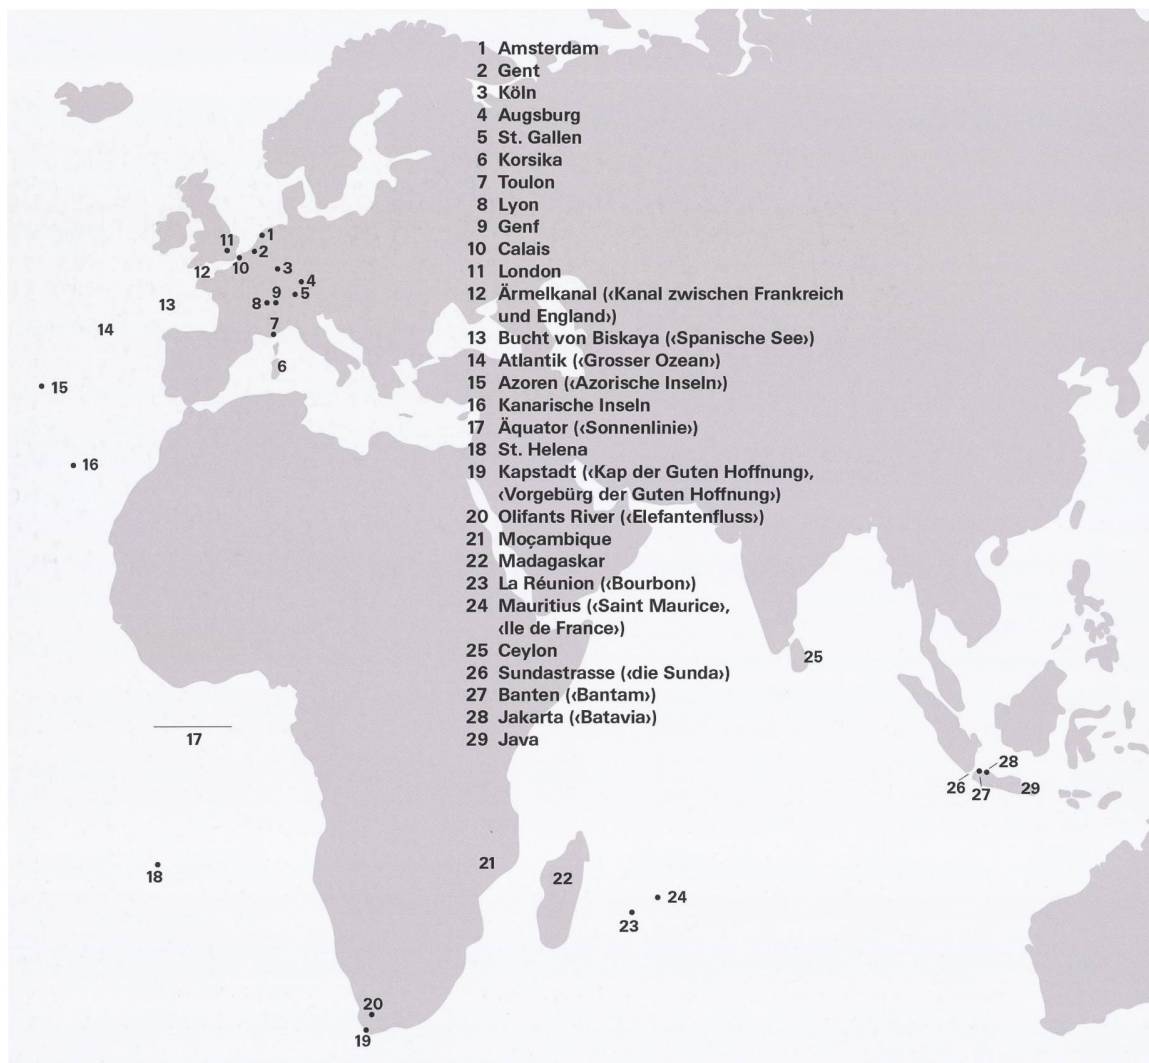 1 Amsterdam
2 Gent
3 Köln
4 Augsburg
5 St. Gallen
6 Korsika
7 Toulon
8 Lyon
9 Genf
10 Calais
11 London
12 Ärmelkanal (‹Kanal zwischen Frankreich
und England›)
13 Bucht von Biskaya (‹Spanische See›)
14 Atlantik (‹Grosser Ozean›)
15 Azoren (‹Azorische Inseln›)
16 Kanarische Inseln
17 Äquator (‹Sonnenlinie›)
18 St. Helena
19 Kapstadt (‹Kap der Guten Hoffnung›,
‹Vorgebürg der Guten Hoffnung›)
20 Olifants River (‹Elefantenfluss›)
21 Moçambique
22 Madagaskar
23 La Réunion (‹Bourbon›)
24 Mauritius (‹Saint Maurice›,
‹Ile de France›)
25 Ceylon
26 Sundastrasse (‹die Sunda›)
27 Banten (‹Bantam›)
28 Jakarta (‹Batavia›)
29 Java
1
11
2
10
12
3
4
9
5
8
13
7
14
6
15
16
25
17
28
26
27
29
21
18
22
24
23
20
19